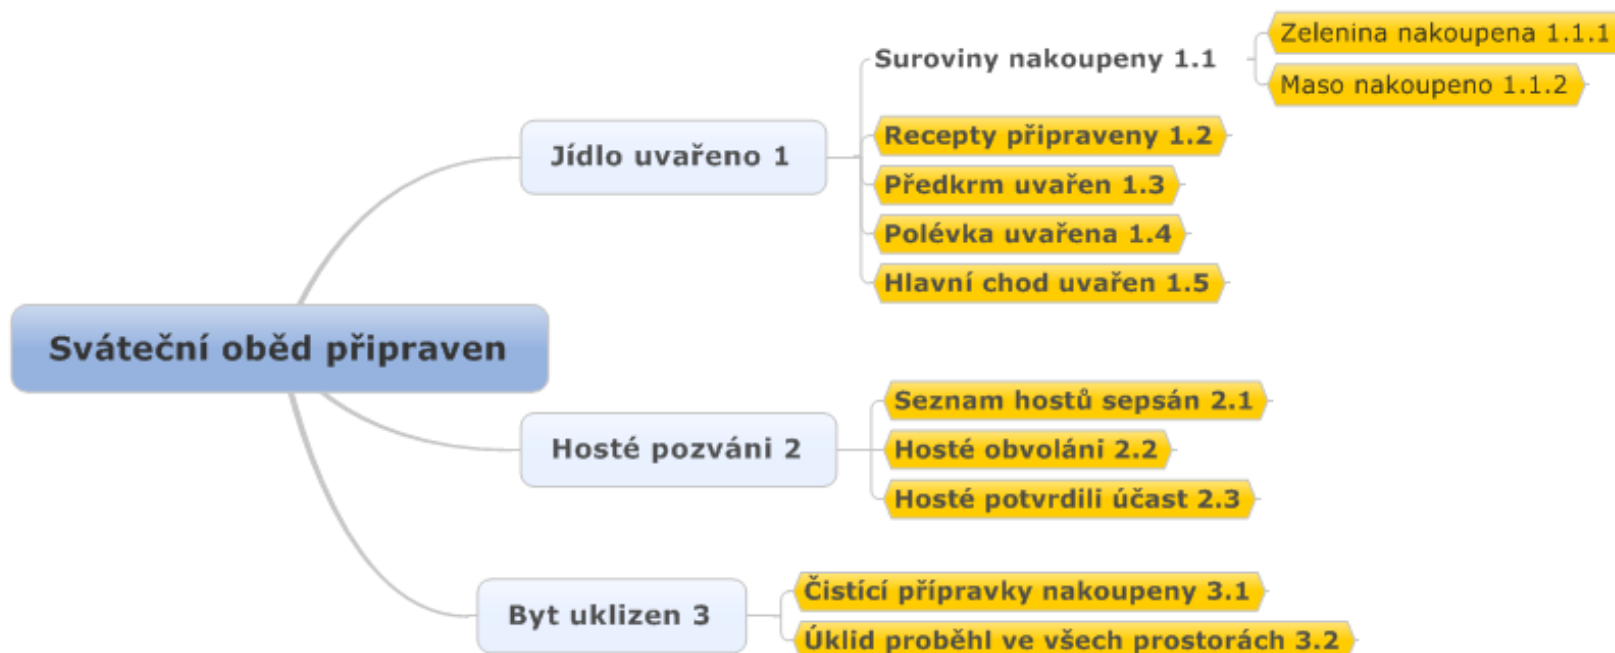 Sváteční oběd připraven
Jídlo uvařeno 1
Suroviny nakoupeny 1.1
Zelenina nakoupena 1.1.1
Maso nakoupeno 1.1.2
Recepty připraveny 1.2
Předkrm uvařen 1.3
Polévka uvařena 1.4
Hlavní chod uvařen 1.5
Hosté pozváni 2
Seznam hostů sepsán 2.1
Hosté obvoláni 2.2
Hosté potvrdili účast 2.3
Byt uklizen 3
Čistící přípravky nakoupeny 3.1
Úklid proběhl ve všech prostorách 3.2